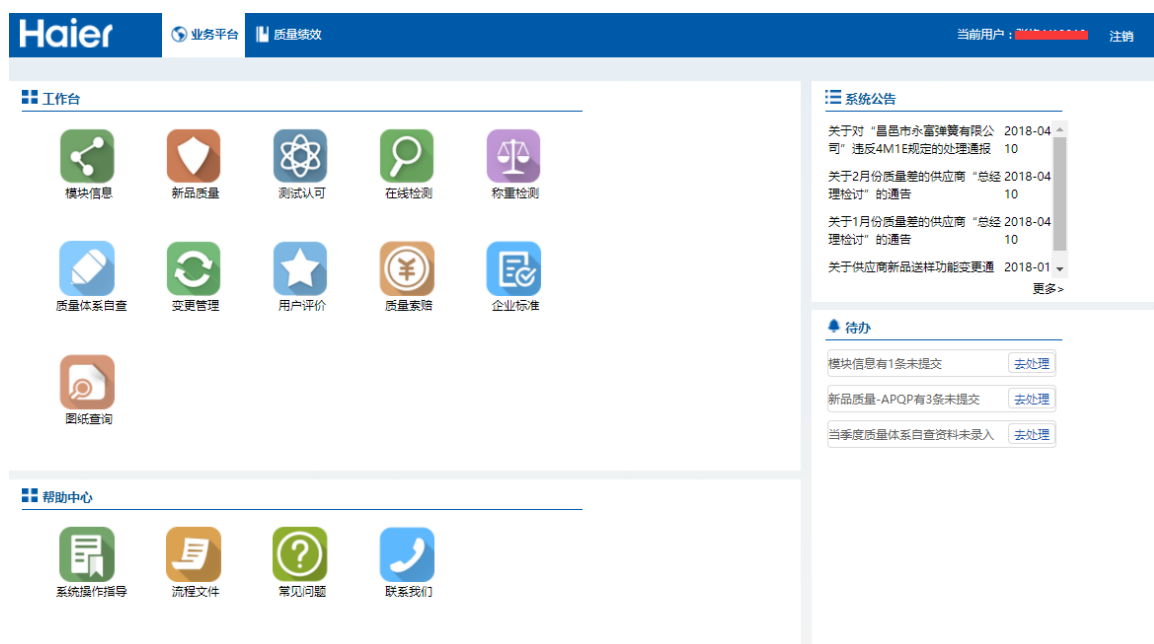 Haier
业务平台
质量绩效
当前用户：
注销
工作台
模块信息
新品质量
测试认可
在线检测
称重检测
质量体系自查
变更管理
用户评价
质量索赔
企业标准
图纸查询
帮助中心
系统操作指导
流程文件
常见问题
联系我们
系统公告
关于对“昌邑市永富弹簧有限公 2018-04
司”违反4M1E规定的处理通报 10
关于2月份质量差的供应商“总经 2018-04
理检讨”的通告 10
关于1月份质量差的供应商“总经 2018-04
理检讨”的通告 10
关于供应商新品送样功能变更通 2018-01
更多>
待办
模块信息有1条未提交 去处理
新品质量-APQP有3条未提交 去处理
当季度质量体系自查资料未录入 去处理